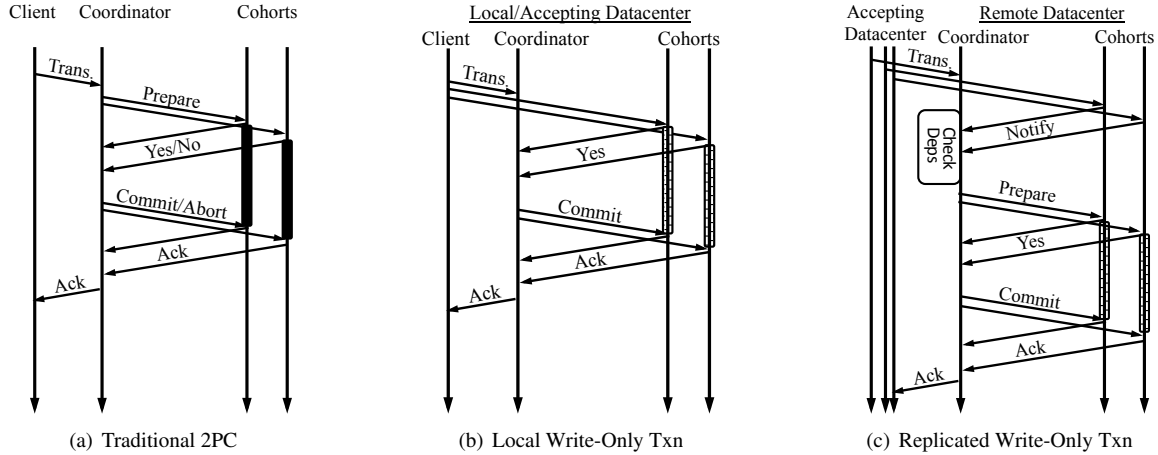 Client
Coordinator
Cohorts
Trans.
Prepare
Yes/No
Commit/Abort
Ack
Ack
(a) Traditional 2PC
Local/Accepting Datacenter
Client
Coordinator
Cohorts
Trans.
Yes
Commit
Ack
Ack
(b) Local Write-Only Txn
Accepting
Datacenter
Remote Datacenter
Coordinator
Cohorts
Trans.
Notify
Check
Deps
Prepare
Yes
Commit
Ack
Ack
(c) Replicated Write-Only Txn